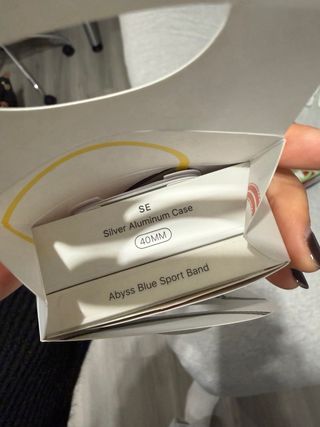 SE
Silver Aluminum Case
40MM
Abyss Blue Sport Band